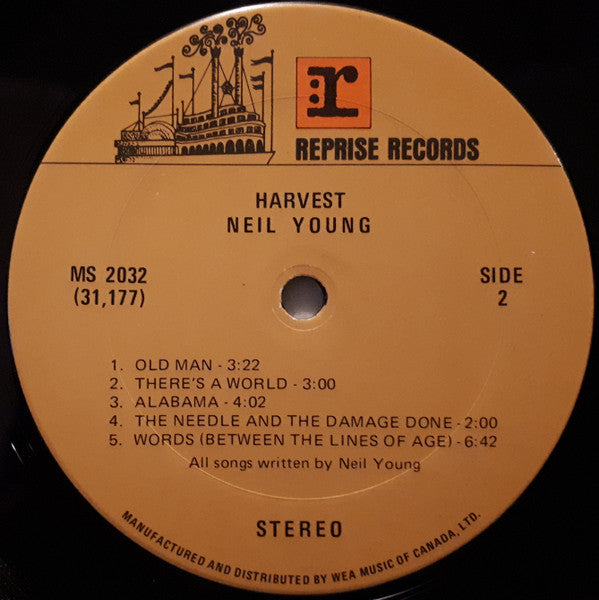 :r
REPRISE RECORDS
HARVEST
NEIL YOUNG
MS 2032
(31,177)
SIDE
2
1. OLD MAN - 3:22
2. THERE'S A WORLD - 3:00
3. ALABAMA - 4:02
4. THE NEEDLE AND THE DAMAGE DONE - 2:00
5. WORDS (BETWEEN THE LINES OF AGE) - 6:42
All songs written by Neil Young
STEREO
MANUFACTURED AND DISTRIBUTED BY WEA MUSIC OF CANADA, LTD.